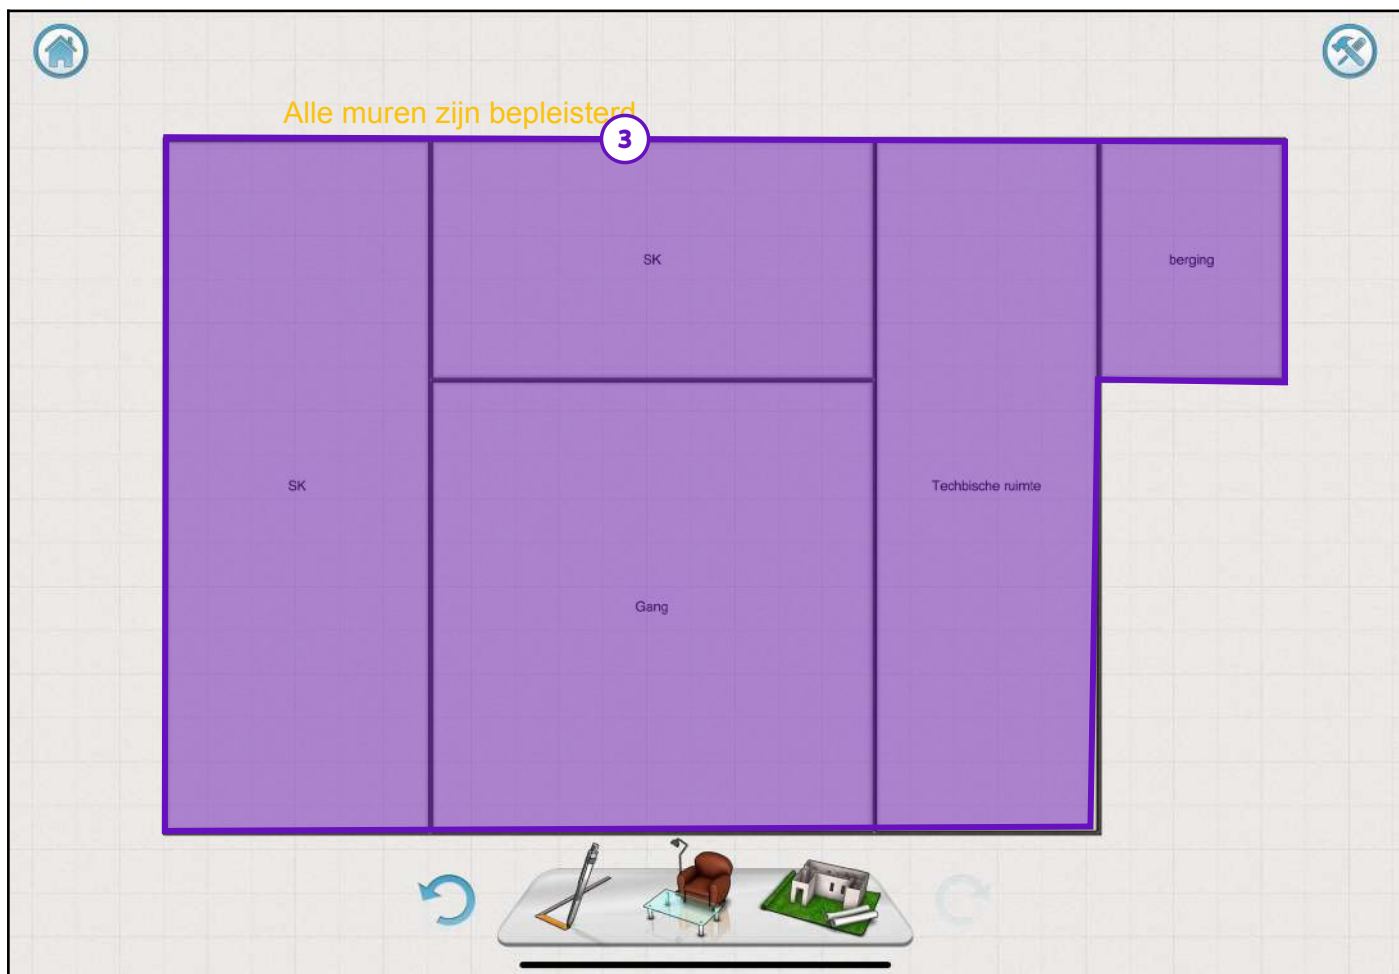 Alle muren zijn bepleisterd
3
SK
berging
SK
Techbische ruimte
Gang